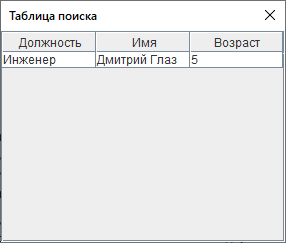 Таблица поиска
Должность Имя Возраст
Инженер Дмитрий Глаз 5